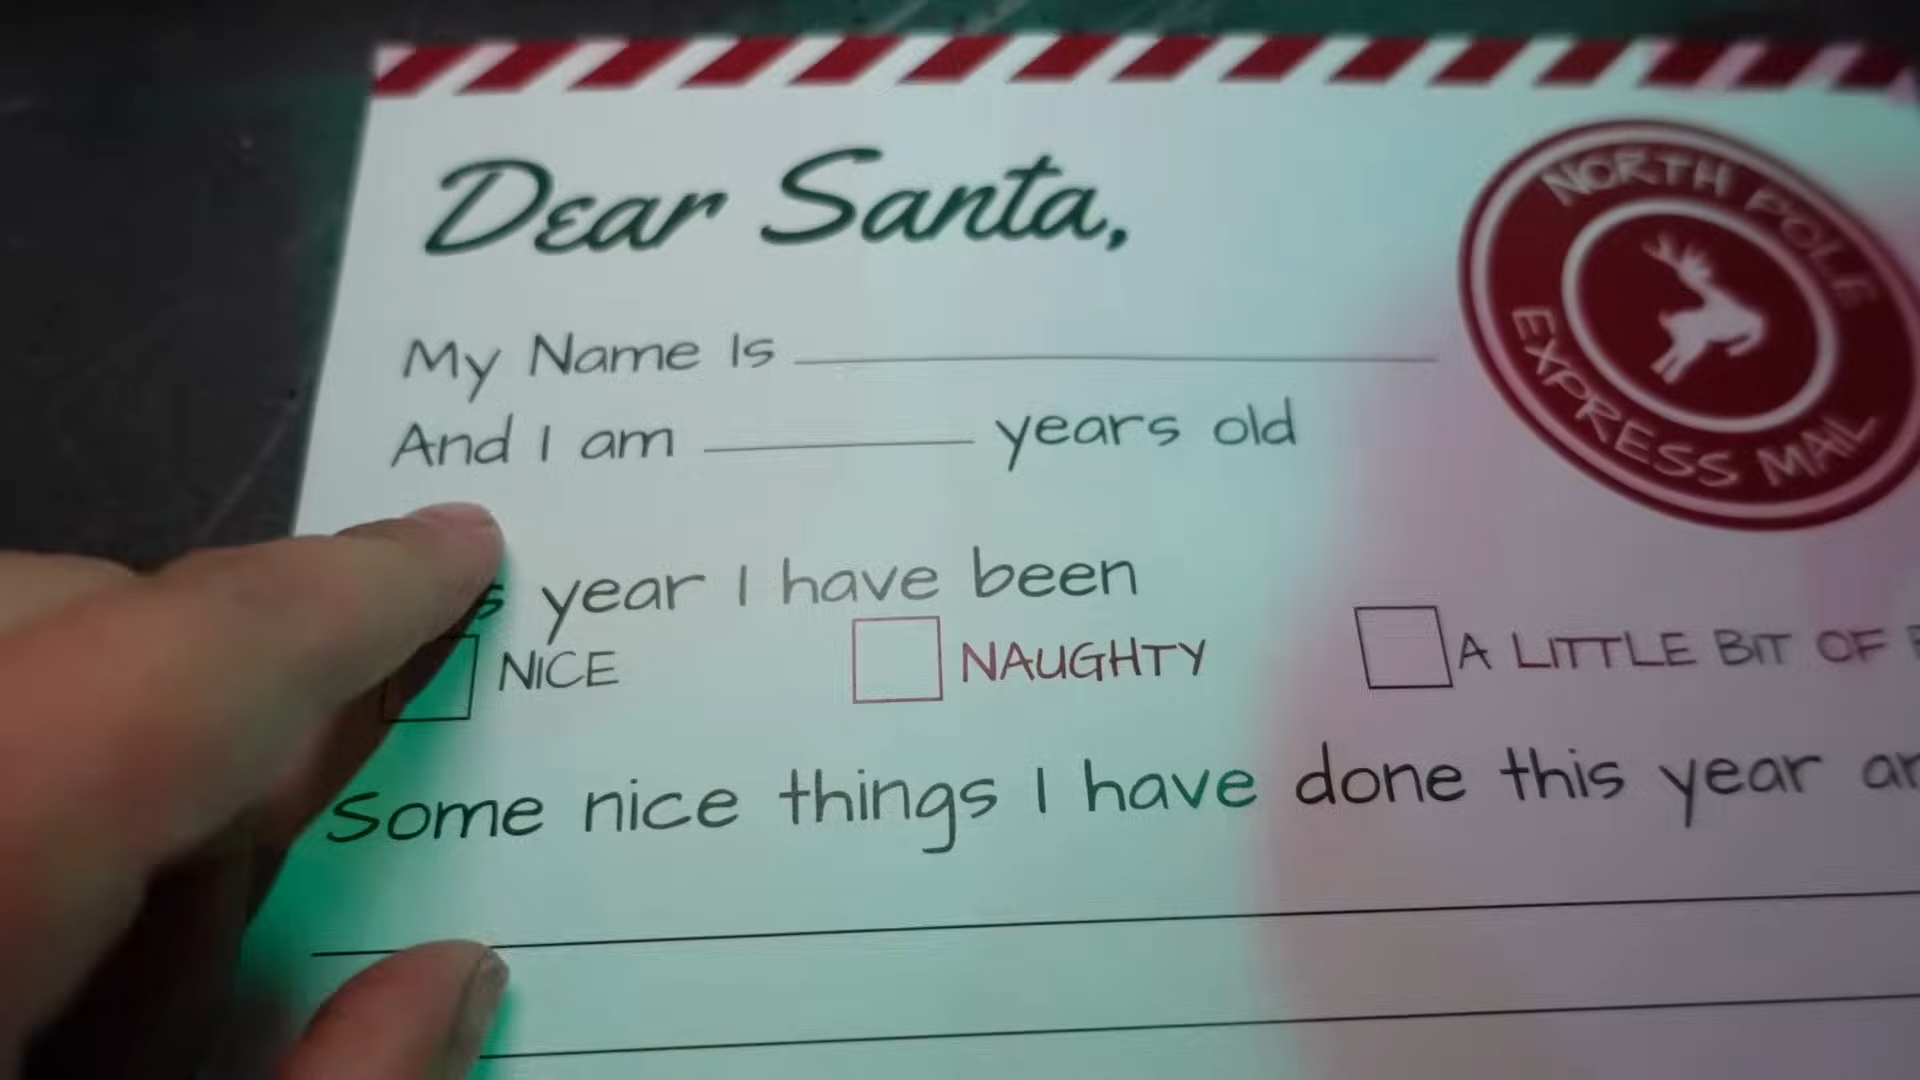 Dear Santa,
NORTH POLE
EXPRESS MAIL
My Name Is
And I am years old
year I have been
NICE NAUGHTY A LITTLE BIT OF
Some nice things I have done this year